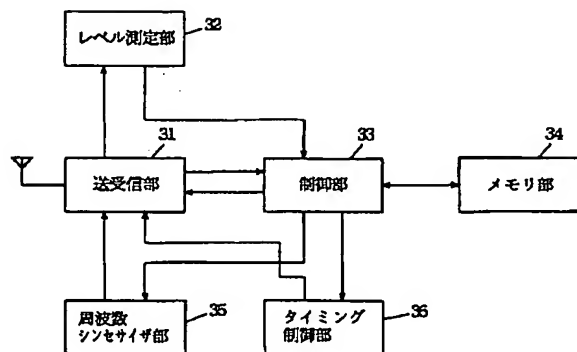 32
レベル測定部
31
送受信部
33
制御部
34
メモリ部
35
周波数
シンセサイザ部
36
タイミング
制御部